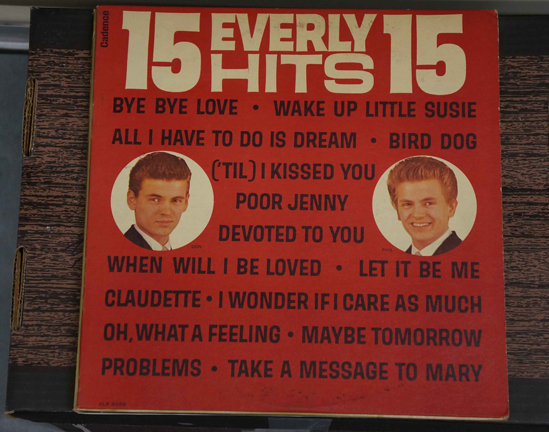 Cadence
15 EVERLY HITS 15
BYE BYE LOVE • WAKE UP LITTLE SUSIE
ALL I HAVE TO DO IS DREAM • BIRD DOG
('TIL) I KISSED YOU
POOR JENNY
DEVOTED TO YOU
WHEN WILL I BE LOVED • LET IT BE ME
CLAUDETTE • I WONDER IF I CARE AS MUCH
OH, WHAT A FEELING • MAYBE TOMORROW
PROBLEMS • TAKE A MESSAGE TO MARY